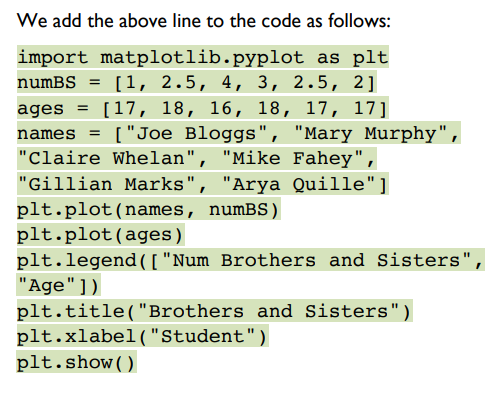 We add the above line to the code as follows:
import matplotlib.pyplot as plt
numBS = [1, 2.5, 4, 3, 2.5, 2]
ages = [17, 18, 16, 18, 17, 17]
names = ["Joe Bloggs", "Mary Murphy",
"Claire Whelan", "Mike Fahey",
"Gillian Marks", "Arya Quille"]
plt.plot(names, numBS)
plt.plot(ages)
plt.legend(["Num Brothers and Sisters",
"Age"])
plt.title("Brothers and Sisters")
plt.xlabel("Student")
plt.show()